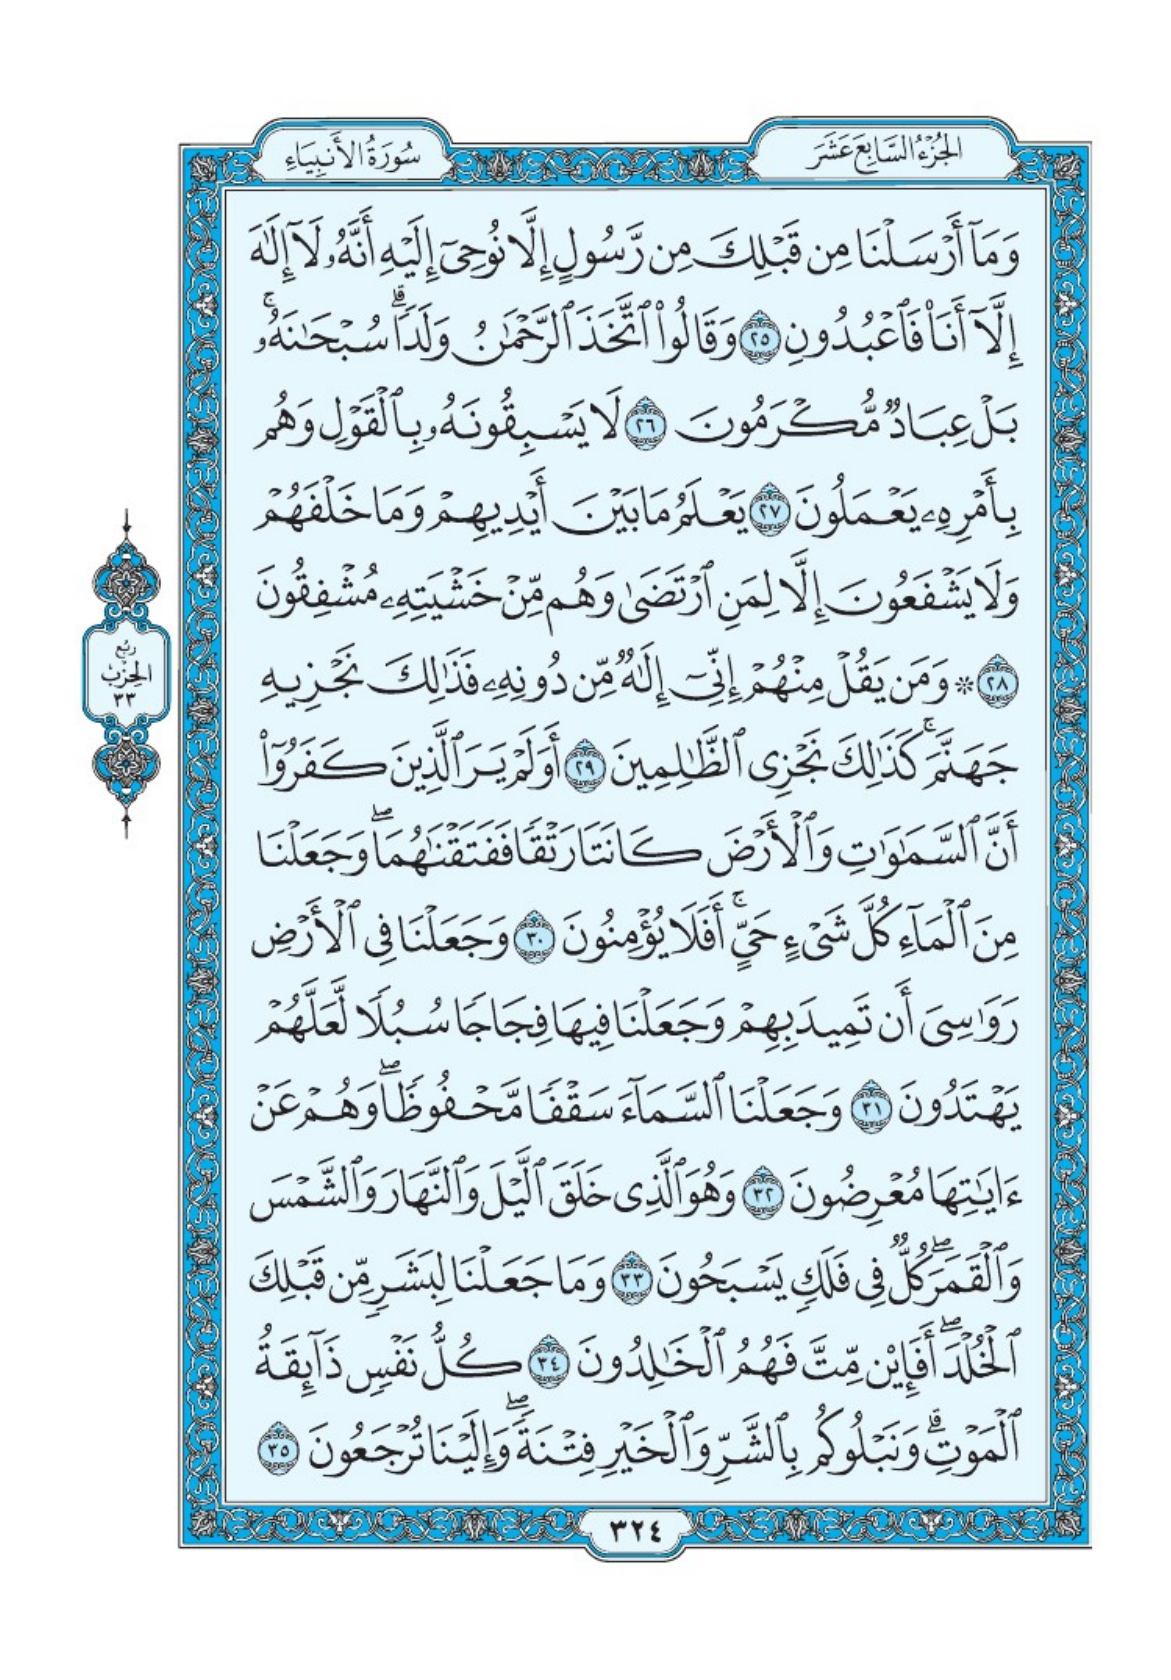 الجُزْءُ السَّابِعَ عَشَرَ
سُورَةُ الأَنبِيَاءِ
وَمَآ أَرْسَلْنَا مِن قَبْلِكَ مِن رَّسُولٍ إِلَّا نُوحِىٓ إِلَيْهِ أَنَّهُۥ لَآ إِلَٰهَ
إِلَّآ أَنَا۠ فَٱعْبُدُونِ ٢٥ وَقَالُوا۟ ٱتَّخَذَ ٱلرَّحْمَٰنُ وَلَدًا ۗ سُبْحَٰنَهُۥ ۚ
بَلْ عِبَادٌ مُّكْرَمُونَ ٢٦ لَا يَسْبِقُونَهُۥ بِٱلْقَوْلِ وَهُم
بِأَمْرِهِۦ يَعْمَلُونَ ٢٧ يَعْلَمُ مَا بَيْنَ أَيْدِيهِمْ وَمَا خَلْفَهُمْ
وَلَا يَشْفَعُونَ إِلَّا لِمَنِ ٱرْتَضَىٰ وَهُم مِّنْ خَشْيَتِهِۦ مُشْفِقُونَ
٢٨ ۞ وَمَن يَقُلْ مِنْهُمْ إِنِّىٓ إِلَٰهٌ مِّن دُونِهِۦ فَذَٰلِكَ نَجْزِيهِ
جَهَنَّمَ ۚ كَذَٰلِكَ نَجْزِى ٱلظَّٰلِمِينَ ٢٩ أَوَلَمْ يَرَ ٱلَّذِينَ كَفَرُوٓا۟
أَنَّ ٱلسَّمَٰوَٰتِ وَٱلْأَرْضَ كَانَتَا رَتْقًا فَفَتَقْنَٰهُمَا ۖ وَجَعَلْنَا
مِنَ ٱلْمَآءِ كُلَّ شَىْءٍ حَىٍّ ۚ أَفَلَا يُؤْمِنُونَ ٣٠ وَجَعَلْنَا فِى ٱلْأَرْضِ
رَوَٰسِىَ أَن تَمِيدَ بِهِمْ وَجَعَلْنَا فِيهَا فِجَاجًا سُبُلًا لَّعَلَّهُمْ
يَهْتَدُونَ ٣١ وَجَعَلْنَا ٱلسَّمَآءَ سَقْفًا مَّحْفُوظًا ۖ وَهُمْ عَنْ
ءَايَٰتِهَا مُعْرِضُونَ ٣٢ وَهُوَ ٱلَّذِى خَلَقَ ٱلَّيْلَ وَٱلنَّهَارَ وَٱلشَّمْسَ
وَٱلْقَمَرَ ۖ كُلٌّ فِى فَلَكٍ يَسْبَحُونَ ٣٣ وَمَا جَعَلْنَا لِبَشَرٍ مِّن قَبْلِكَ
ٱلْخُلْدَ ۖ أَفَإِي۟ن مِّتَّ فَهُمُ ٱلْخَٰلِدُونَ ٣٤ كُلُّ نَفْسٍ ذَآئِقَةُ
ٱلْمَوْتِ ۗ وَنَبْلُوكُم بِٱلشَّرِّ وَٱلْخَيْرِ فِتْنَةً ۖ وَإِلَيْنَا تُرْجَعُونَ ٣٥
رُبْعُ
الحِزْبِ
٣٣
٣٢٤